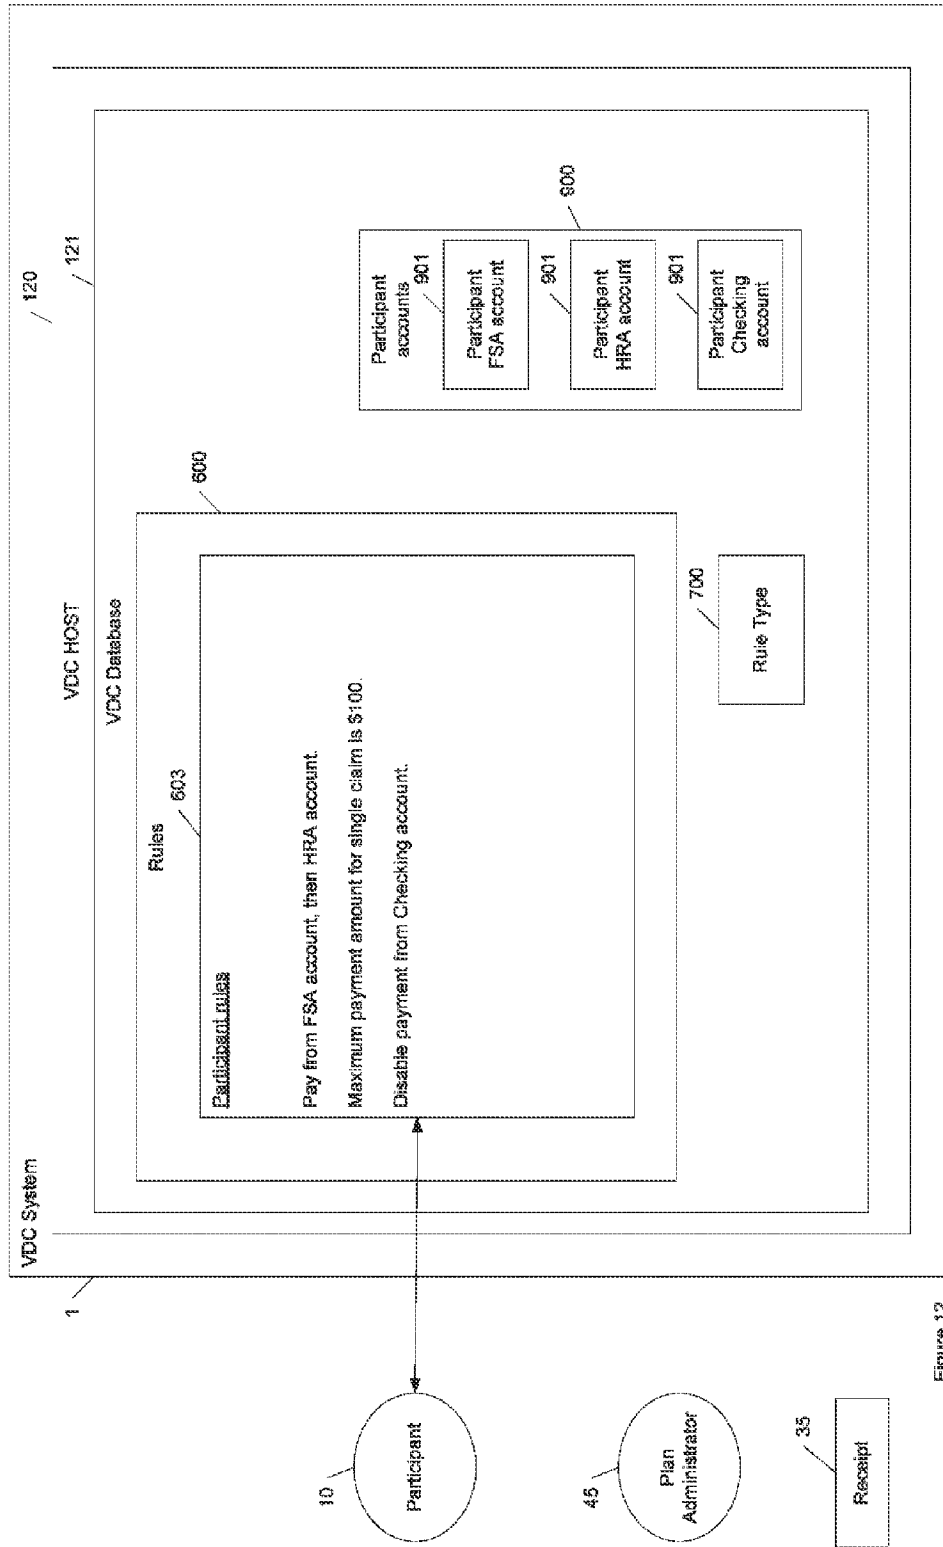 VDC System
1
120
VDC HOST
121
VDC Database
Rules
600
603
Participant rules
Pay from FSA account, then HRA account.
Maximum payment amount for single claim is $100.
Disable payment from Checking account.
Participant
accounts
900
901
Participant
FSA account
901
Participant
HRA account
901
Participant
Checking
account
700
Rule Type
10
Participant
45
Plan
Administrator
35
Receipt